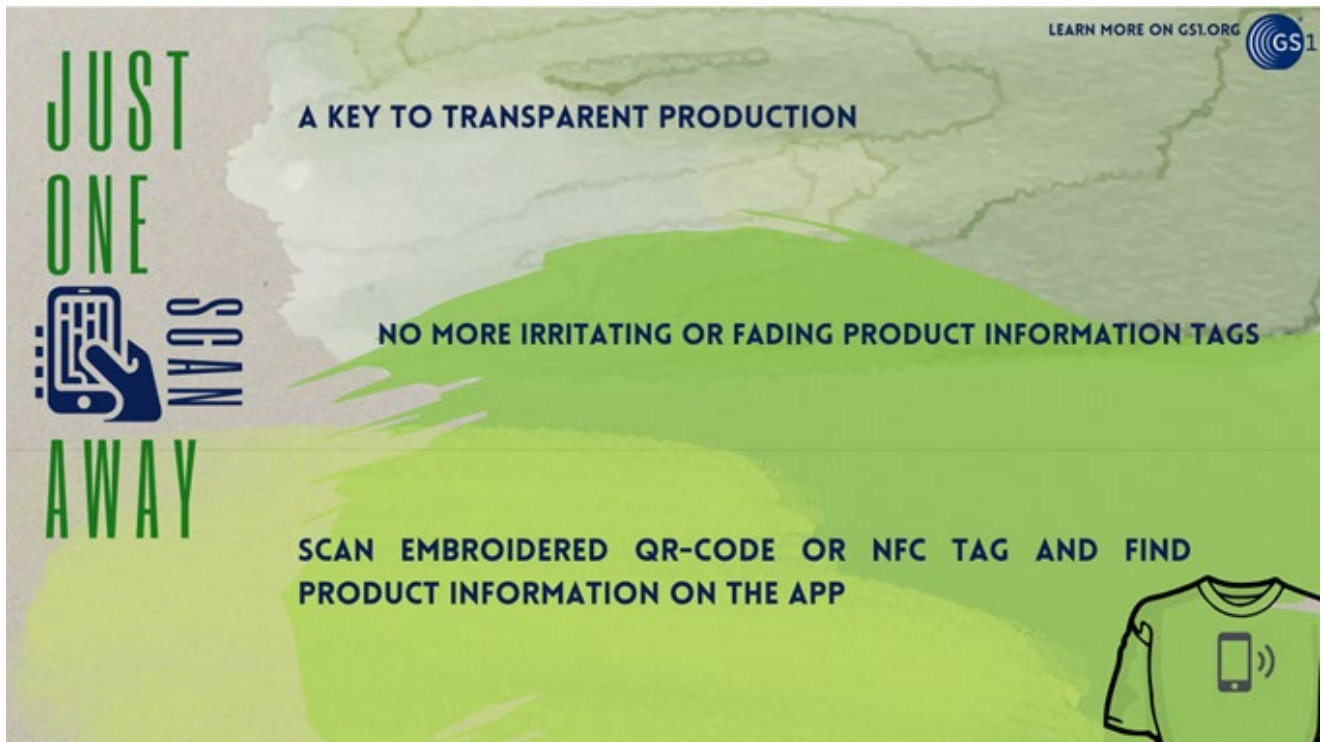 LEARN MORE ON GS1.ORG
GS1
JUST
ONE
SCAN
AWAY
A KEY TO TRANSPARENT PRODUCTION
NO MORE IRRITATING OR FADING PRODUCT INFORMATION TAGS
SCAN EMBROIDERED QR-CODE OR NFC TAG AND FIND
PRODUCT INFORMATION ON THE APP